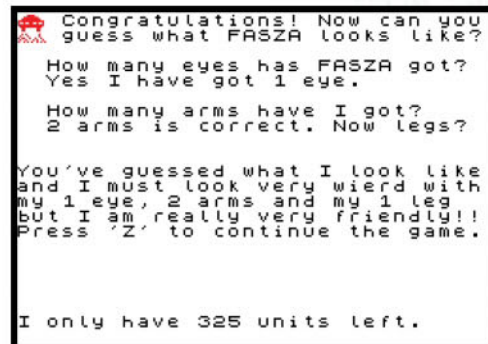 Congratulations! Now can you
guess what FASZA looks like?
How many eyes has FASZA got?
Yes I have got 1 eye.
How many arms have I got?
2 arms is correct. Now legs?
You've guessed what I look like
and I must look very wierd with
my 1 eye, 2 arms and my 1 leg
but I am really very friendly!!
Press 'Z' to continue the game.
I only have 325 units left.